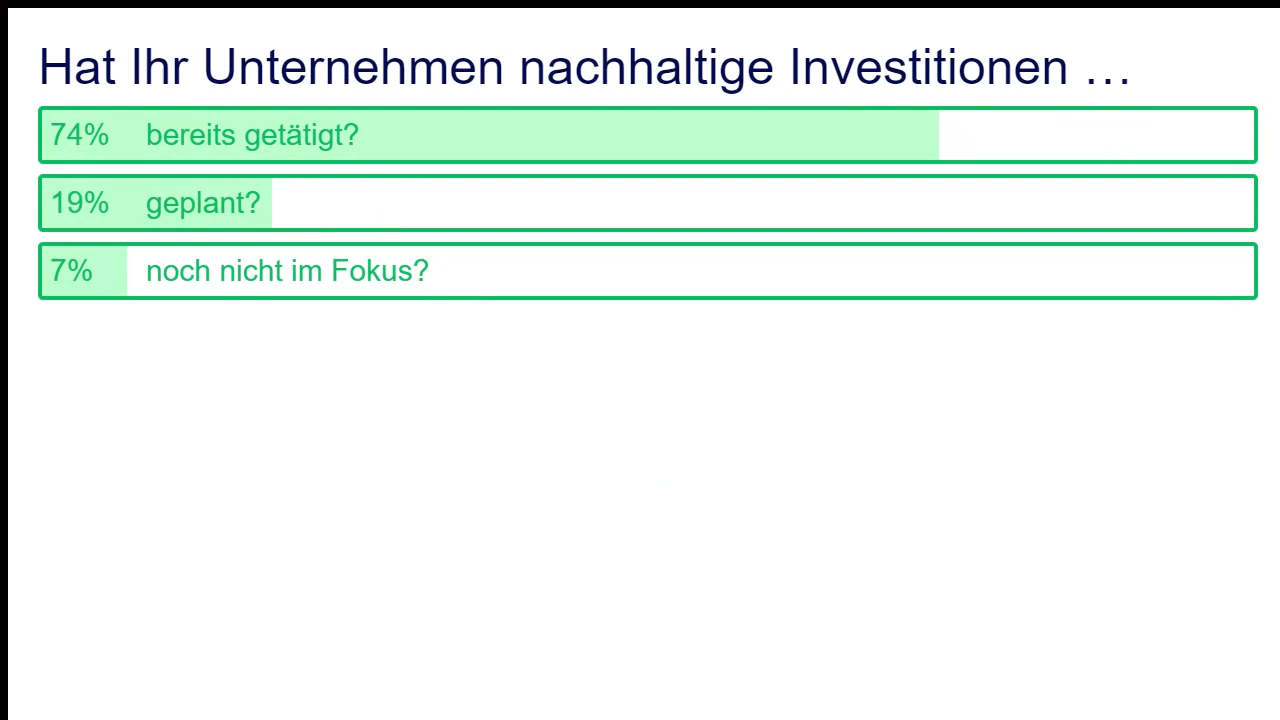 Hat Ihr Unternehmen nachhaltige Investitionen …
74% bereits getätigt?
19% geplant?
7% noch nicht im Fokus?